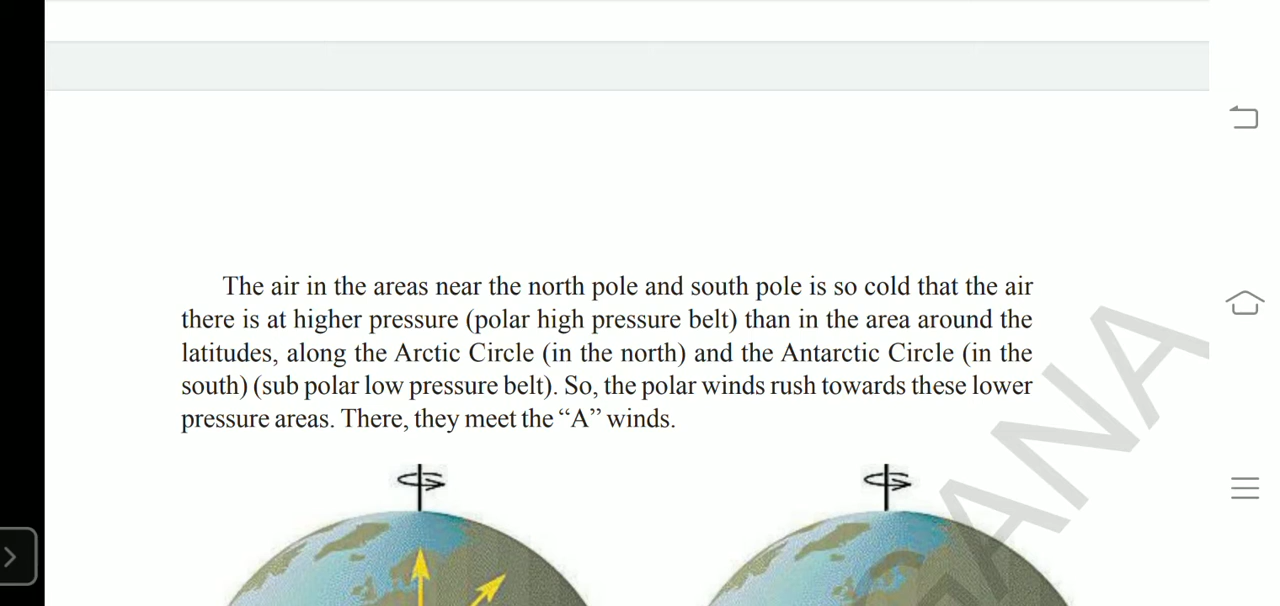 The air in the areas near the north pole and south pole is so cold that the air
there is at higher pressure (polar high pressure belt) than in the area around the
latitudes, along the Arctic Circle (in the north) and the Antarctic Circle (in the
south) (sub polar low pressure belt). So, the polar winds rush towards these lower
pressure areas. There, they meet the “A” winds.